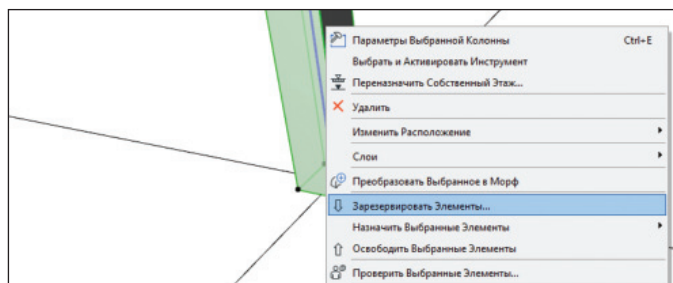 Параметры Выбранной Колонны Ctrl+E
Выбрать и Активировать Инструмент
Переназначить Собственный Этаж...
Удалить
Изменить Расположение
Слои
Преобразовать Выбранное в Морф
Зарезервировать Элементы...
Назначить Выбранные Элементы
Освободить Выбранные Элементы
Проверить Выбранные Элементы...